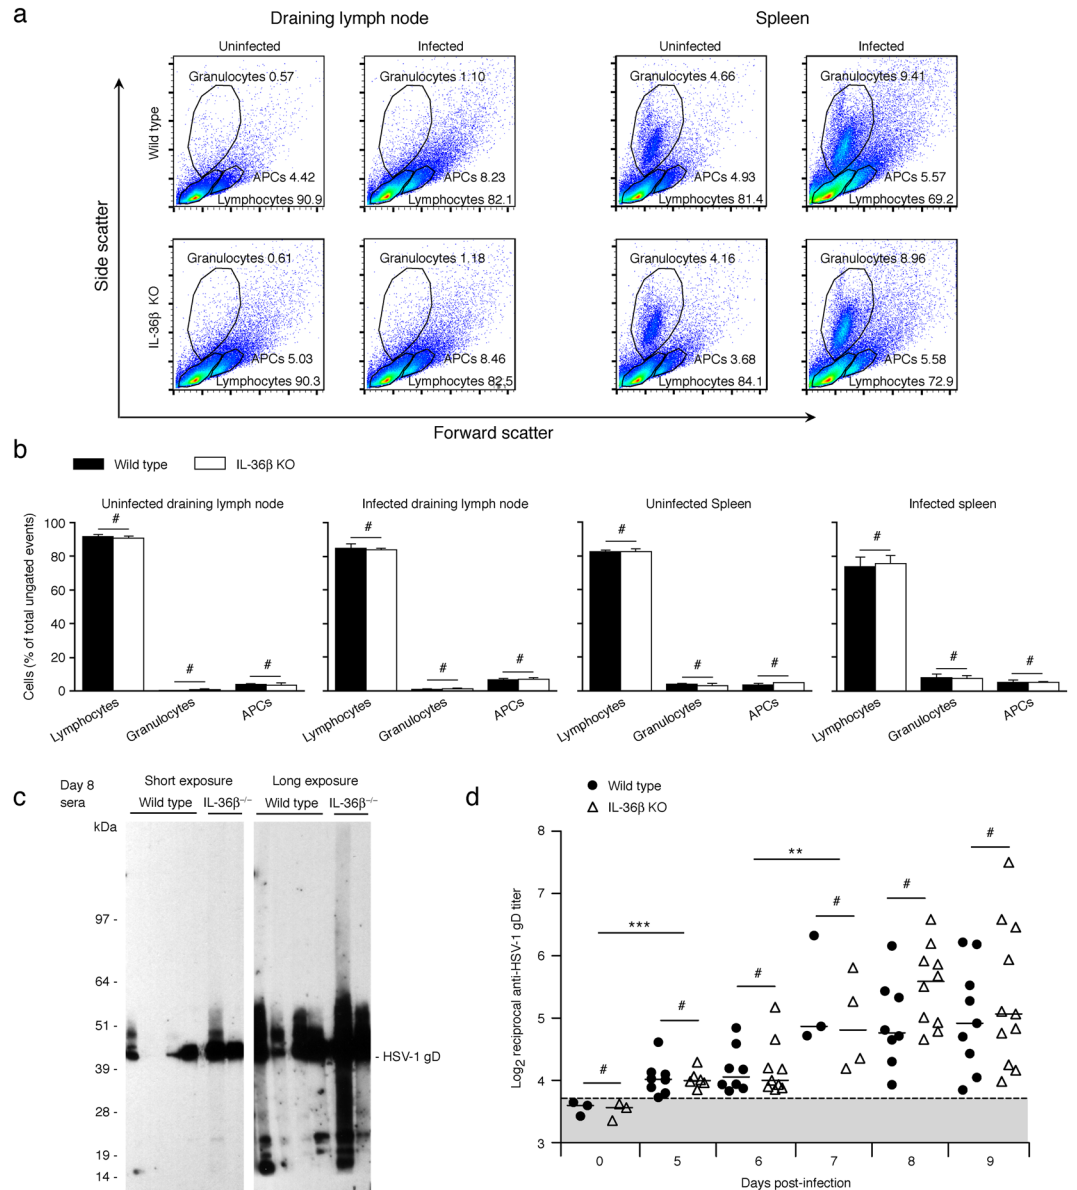 a
Draining lymph node
Spleen
Uninfected
Infected
Uninfected
Infected
Wild type
Granulocytes 0.57
APCs 4.42
Lymphocytes 90.9
Granulocytes 1.10
APCs 8.23
Lymphocytes 82.1
Granulocytes 4.66
APCs 4.93
Lymphocytes 81.4
Granulocytes 9.41
APCs 5.57
Lymphocytes 69.2
Side scatter
IL-36β KO
Granulocytes 0.61
APCs 5.03
Lymphocytes 90.3
Granulocytes 1.18
APCs 8.46
Lymphocytes 82.5
Granulocytes 4.16
APCs 3.68
Lymphocytes 84.1
Granulocytes 8.96
APCs 5.58
Lymphocytes 72.9
Forward scatter
b
Wild type
IL-36β KO
Uninfected draining lymph node
Infected draining lymph node
Uninfected Spleen
Infected spleen
Cells (% of total ungated events)
100
80
60
40
20
0
# # #
# # #
# # #
# # #
Lymphocytes
Granulocytes
APCs
Lymphocytes
Granulocytes
APCs
Lymphocytes
Granulocytes
APCs
Lymphocytes
Granulocytes
APCs
c
Day 8
sera
Short exposure
Long exposure
Wild type
IL-36β–/–
Wild type
IL-36β–/–
kDa
97 -
64 -
51 -
39 -
28 -
19 -
14 -
- HSV-1 gD
d
Wild type
IL-36β KO
Log2 reciprocal anti-HSV-1 gD titer
8
7
6
5
4
3
#
***
#
#
**
#
#
#
0
5
6
7
8
9
Days post-infection